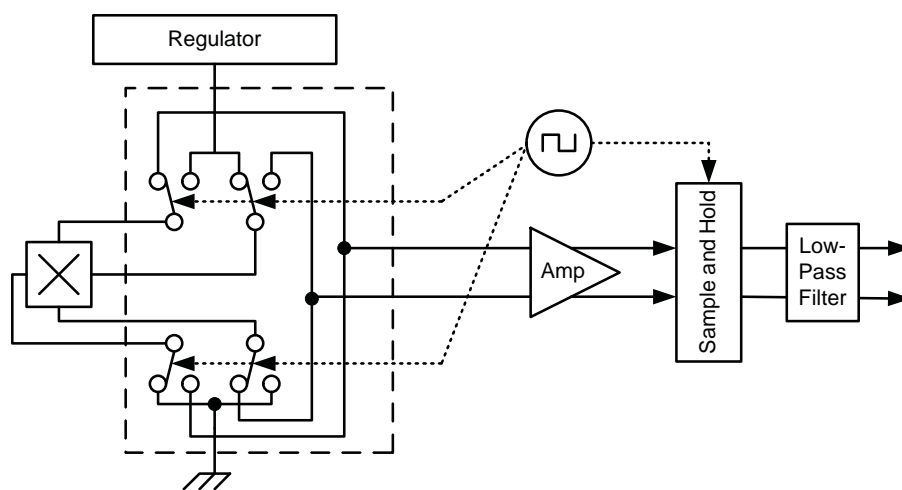 Regulator
Amp
Sample and Hold
Low-
Pass
Filter